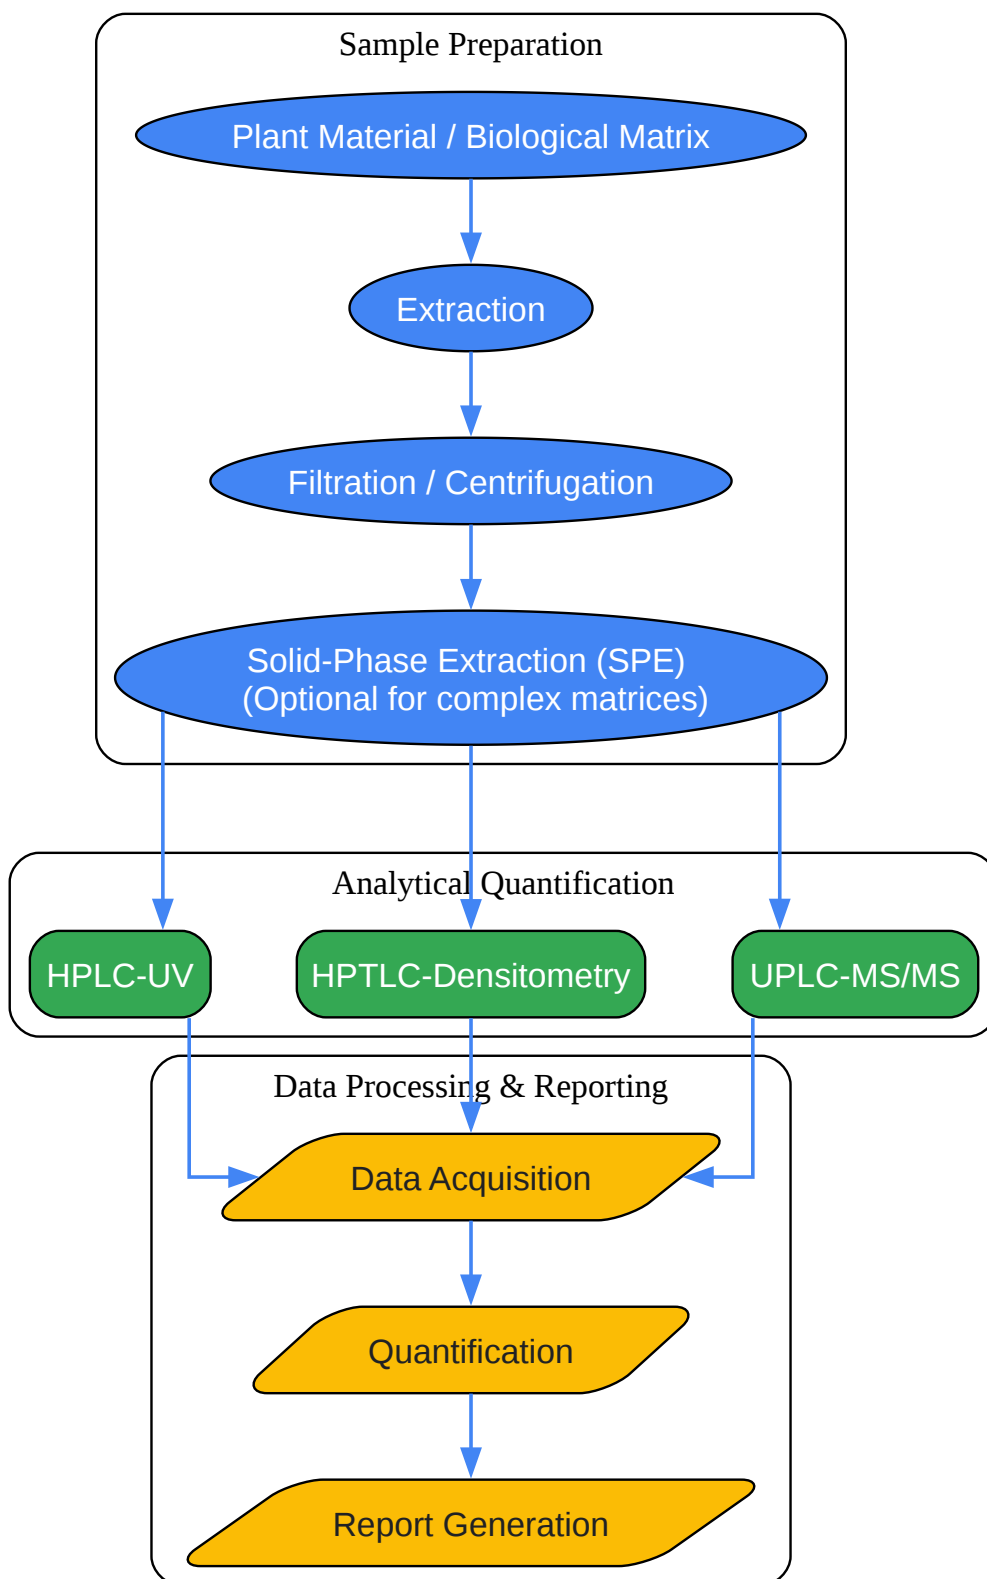 Sample Preparation
Plant Material / Biological Matrix
Extraction
Filtration / Centrifugation
Solid-Phase Extraction (SPE)
(Optional for complex matrices)
Analytical Quantification
HPLC-UV
HPTLC-Densitometry
UPLC-MS/MS
Data Processing & Reporting
Data Acquisition
Quantification
Report Generation